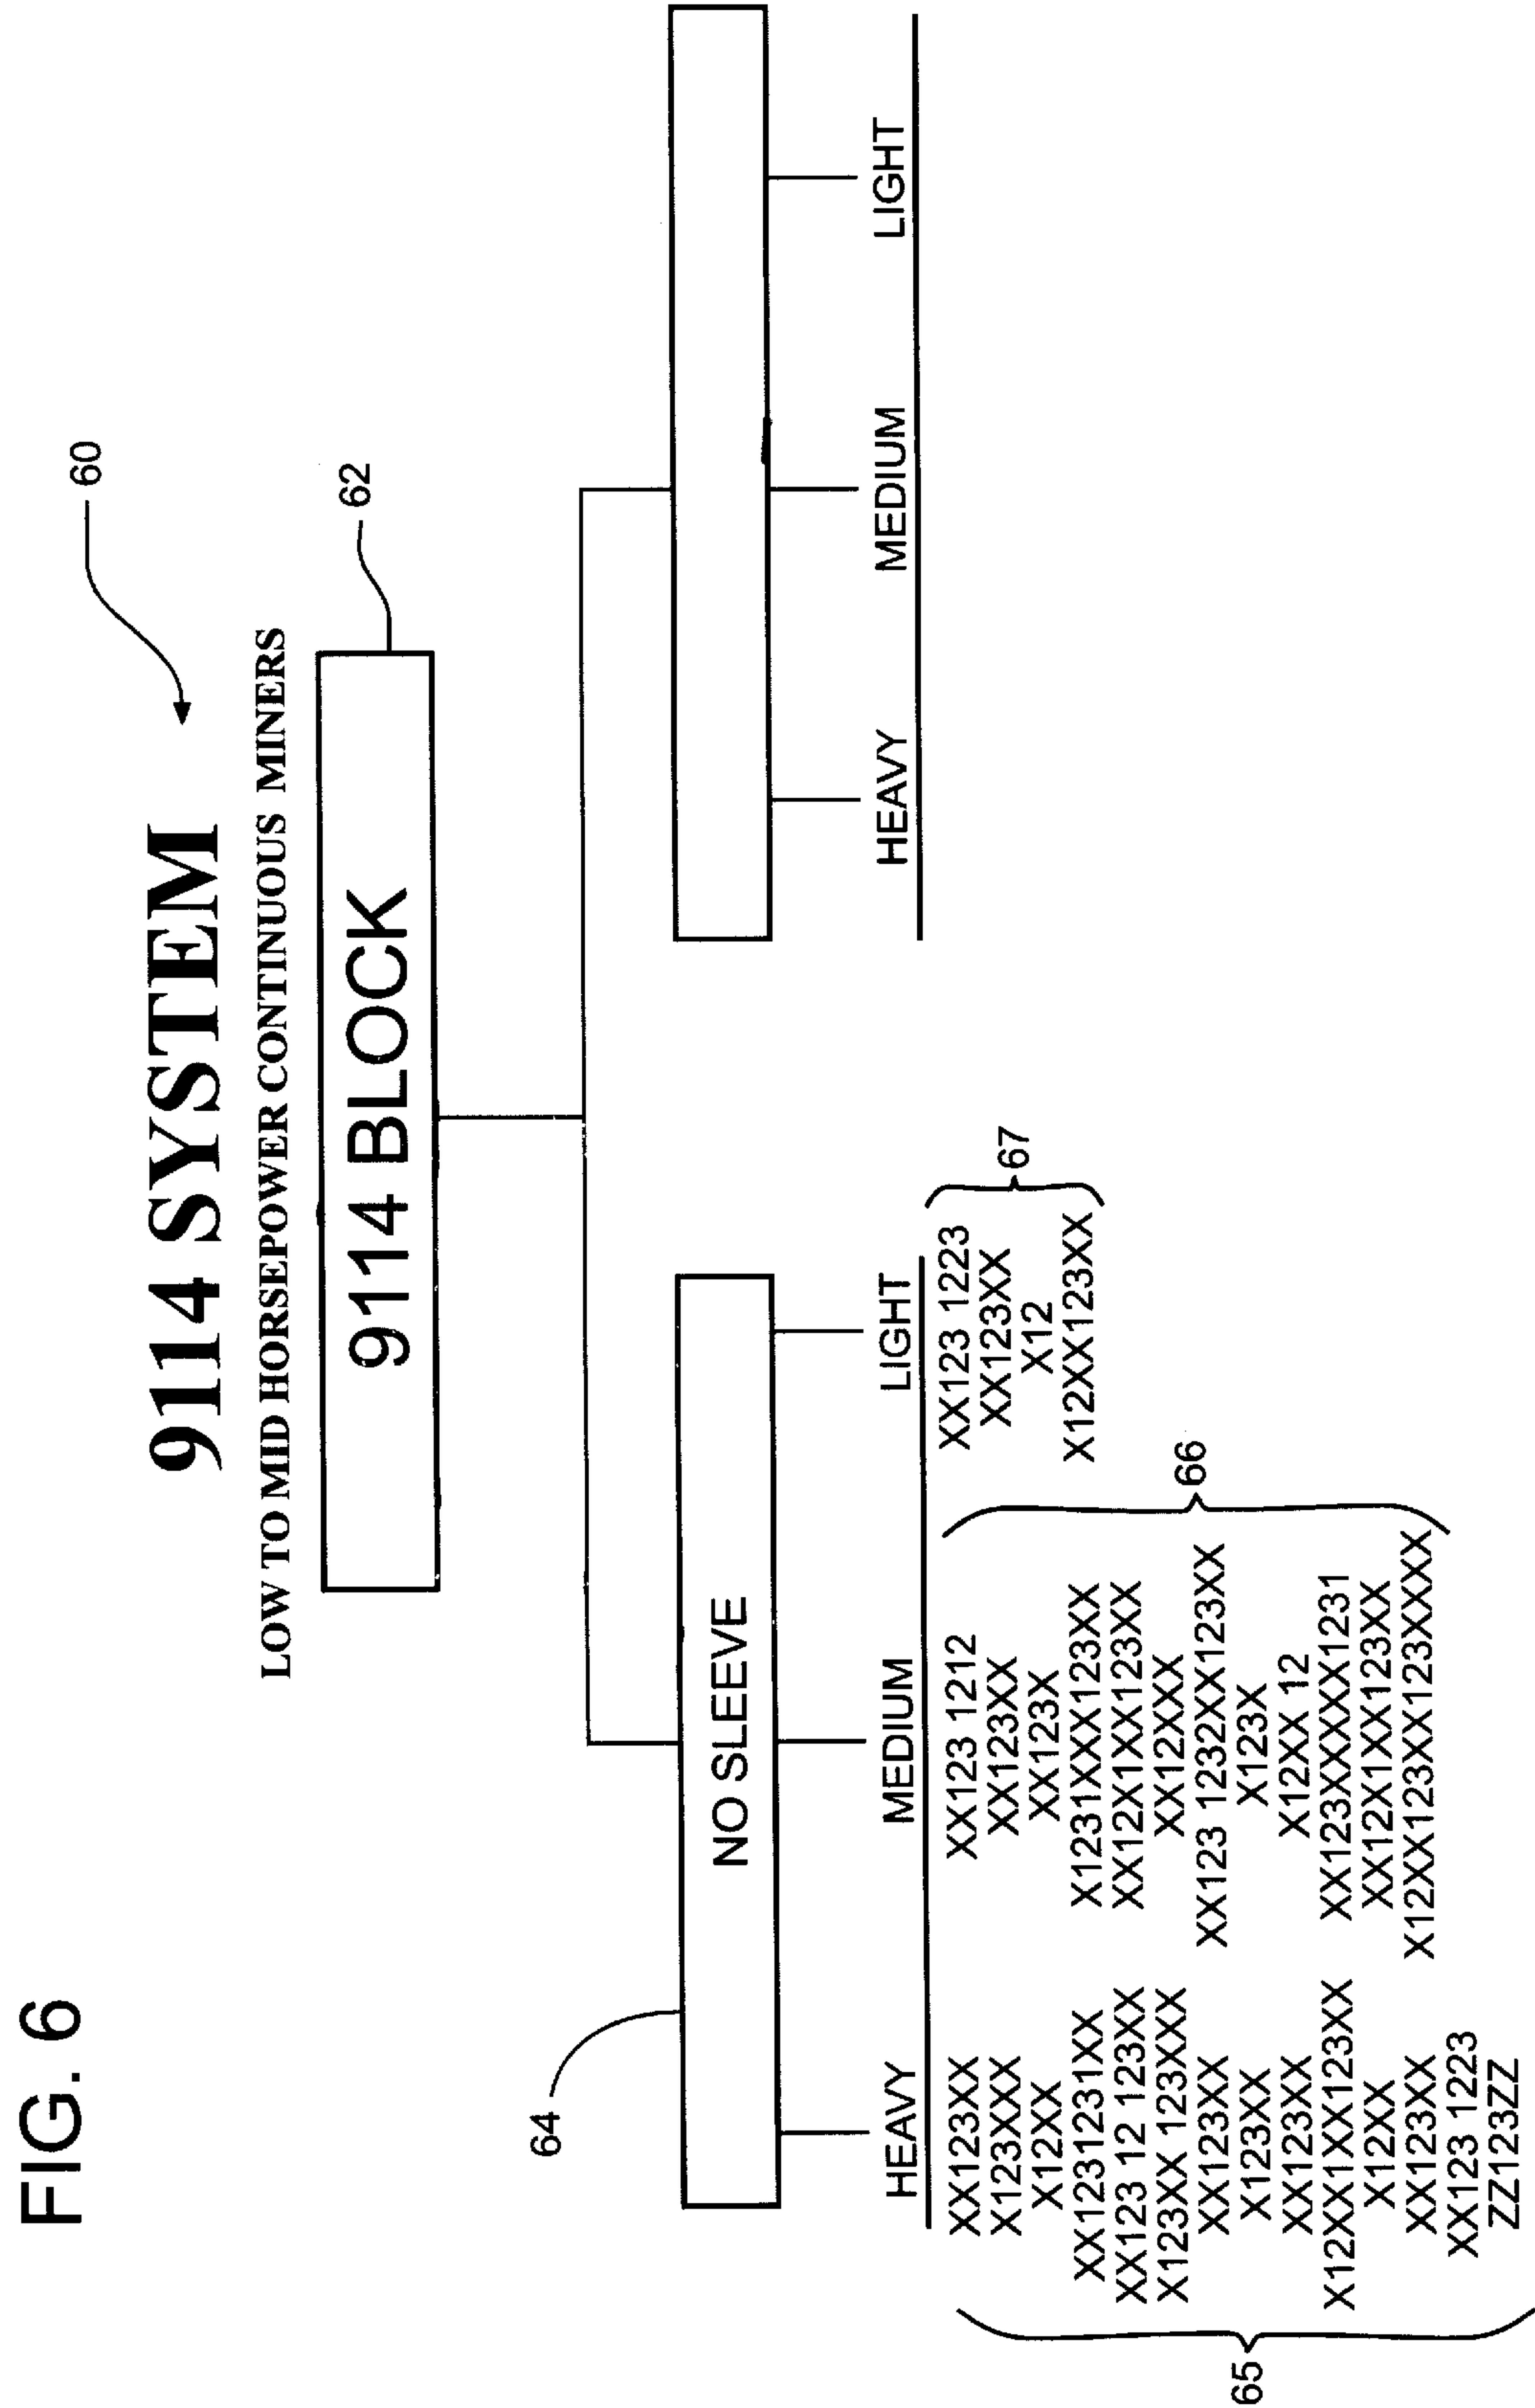 FIG. 6
60
9114 SYSTEM
LOW TO MID HORSEPOWER CONTINUOUS MINERS
9114 BLOCK
62
64
NO SLEEVE
HEAVY
MEDIUM
LIGHT
HEAVY
MEDIUM
LIGHT
65
XX123XX
X123XXX
X12XX
XX1231231XX
XX123 12 123XX
X123XX 123XXX
XX123XX
X123XX
XX123XX
X12XX1XX123XX
X12XX
XX123XX
XX123 1223
ZZ123ZZ
XX123 1212
XX123XX
XX123X
X1231XXX123XX
XX12X1XX123XX
XX12XXX
XX123 1232XX123XX
X123X
X12XX 12
XX123XXXXX1231
XX12X1XX123XX
X12XX123XX123XXXX
66
XX123 1223
XX123XX
X12
X12XX123XX
67